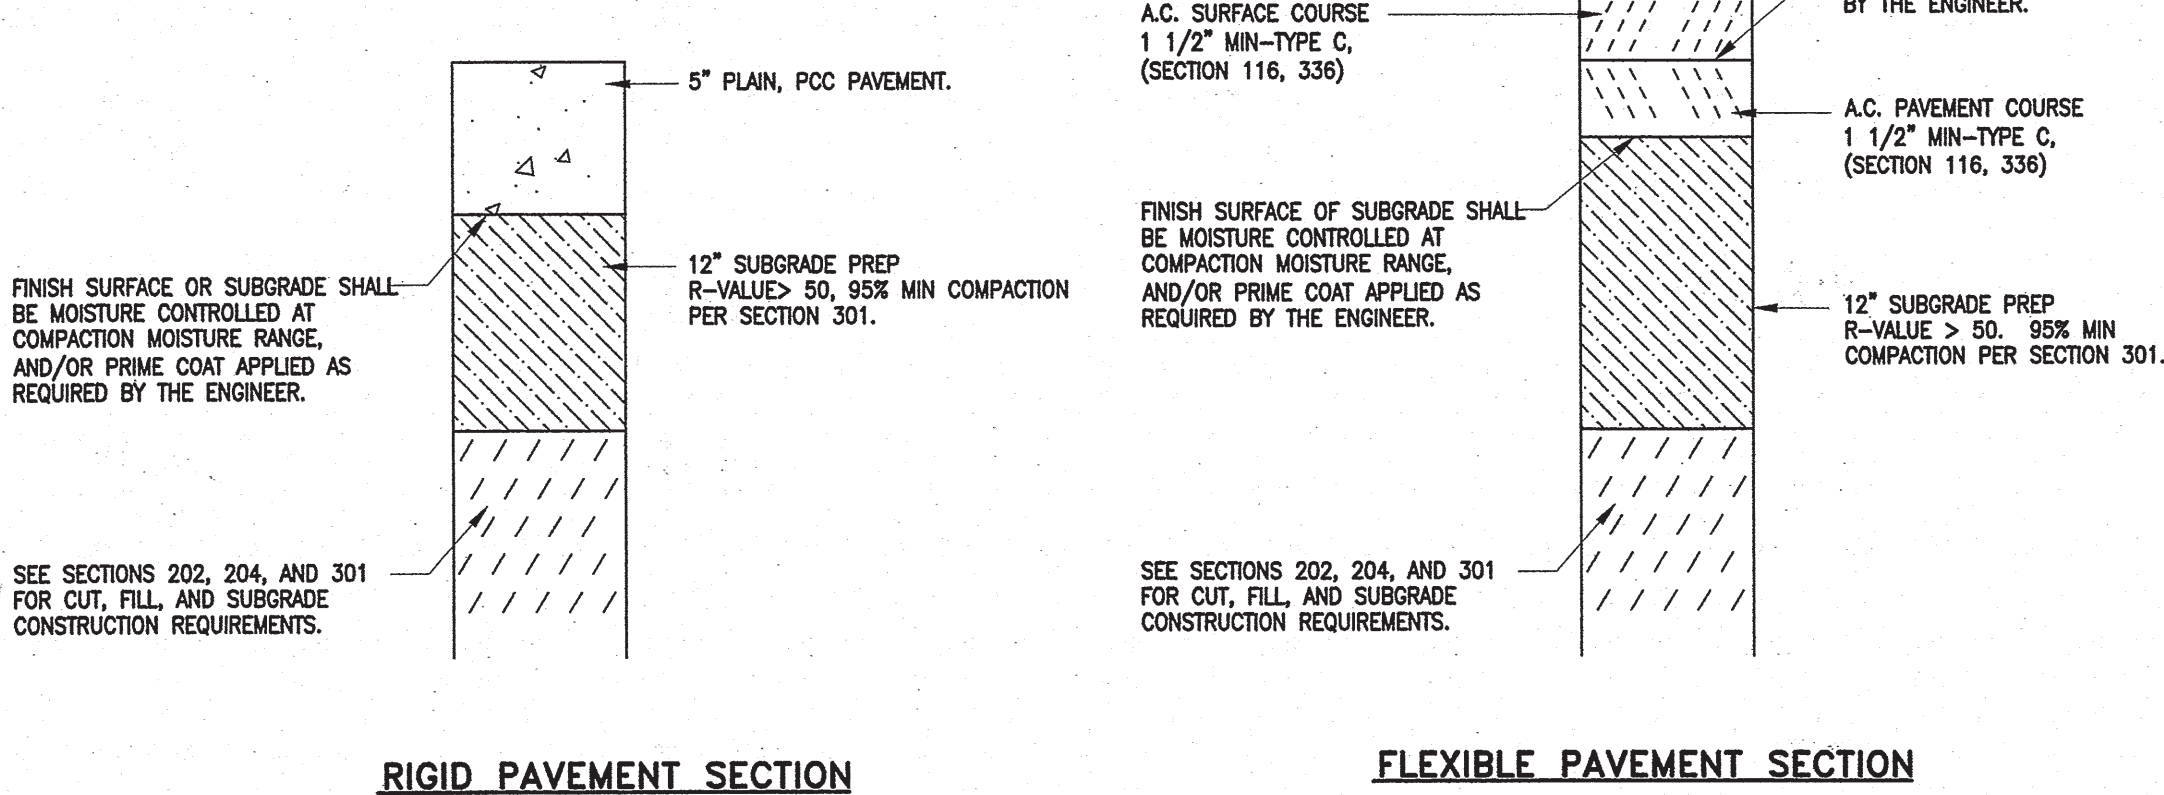 5" PLAIN, PCC PAVEMENT.
FINISH SURFACE OR SUBGRADE SHALL
BE MOISTURE CONTROLLED AT
COMPACTION MOISTURE RANGE,
AND/OR PRIME COAT APPLIED AS
REQUIRED BY THE ENGINEER.
12" SUBGRADE PREP
R-VALUE> 50, 95% MIN COMPACTION
PER SECTION 301.
SEE SECTIONS 202, 204, AND 301
FOR CUT, FILL, AND SUBGRADE
CONSTRUCTION REQUIREMENTS.
RIGID PAVEMENT SECTION
A.C. SURFACE COURSE
1 1/2" MIN-TYPE C,
(SECTION 116, 336)
BY THE ENGINEER.
A.C. PAVEMENT COURSE
1 1/2" MIN-TYPE C,
(SECTION 116, 336)
FINISH SURFACE OF SUBGRADE SHALL
BE MOISTURE CONTROLLED AT
COMPACTION MOISTURE RANGE,
AND/OR PRIME COAT APPLIED AS
REQUIRED BY THE ENGINEER.
12" SUBGRADE PREP
R-VALUE > 50. 95% MIN
COMPACTION PER SECTION 301.
SEE SECTIONS 202, 204, AND 301
FOR CUT, FILL, AND SUBGRADE
CONSTRUCTION REQUIREMENTS.
FLEXIBLE PAVEMENT SECTION